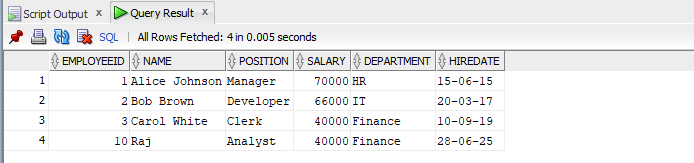 Script Output × Query Result ×
SQL | All Rows Fetched: 4 in 0.005 seconds
EMPLOYEEID NAME POSITION SALARY DEPARTMENT HIREDATE
1 1 Alice Johnson Manager 70000 HR 15-06-15
2 2 Bob Brown Developer 66000 IT 20-03-17
3 3 Carol White Clerk 40000 Finance 10-09-19
4 10 Raj Analyst 40000 Finance 28-06-25